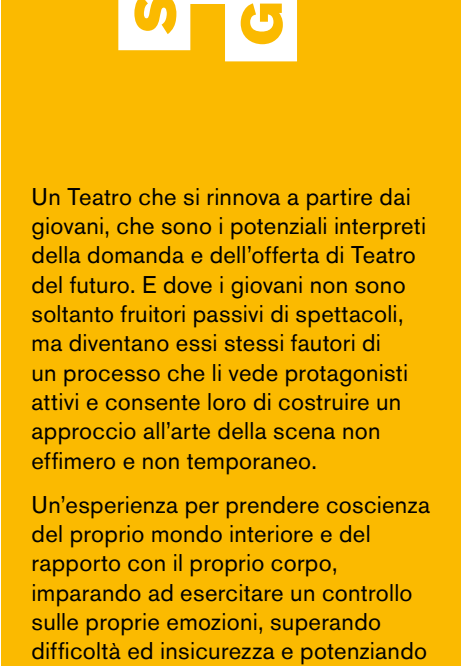 S
G
Un Teatro che si rinnova a partire dai
giovani, che sono i potenziali interpreti
della domanda e dell’offerta di Teatro
del futuro. E dove i giovani non sono
soltanto fruitori passivi di spettacoli,
ma diventano essi stessi fautori di
un processo che li vede protagonisti
attivi e consente loro di costruire un
approccio all’arte della scena non
effimero e non temporaneo.
Un’esperienza per prendere coscienza
del proprio mondo interiore e del
rapporto con il proprio corpo,
imparando ad esercitare un controllo
sulle proprie emozioni, superando
difficoltà ed insicurezza e potenziando